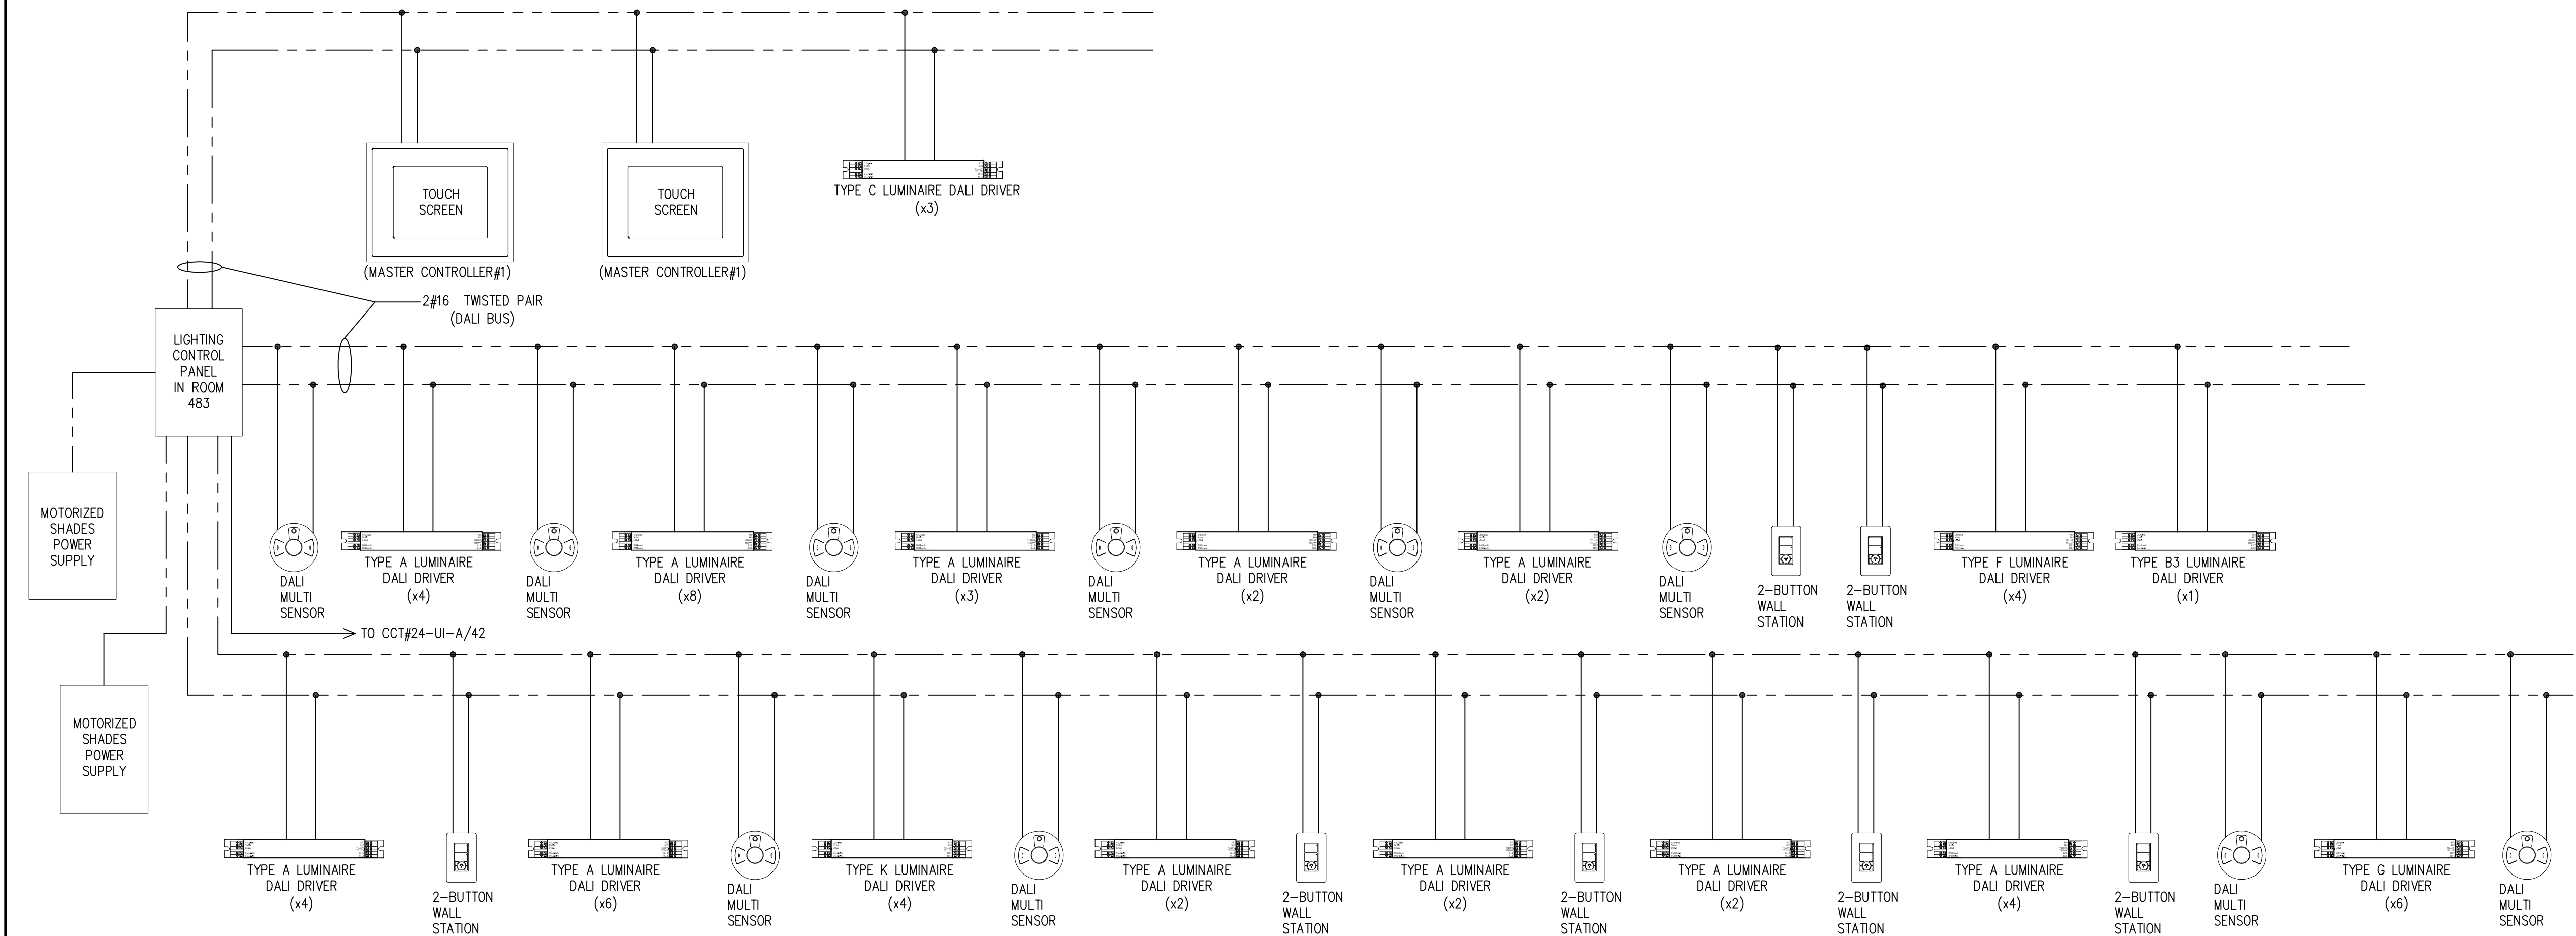 TOUCH
SCREEN
(MASTER CONTROLLER#1)
TOUCH
SCREEN
(MASTER CONTROLLER#1)
TYPE C LUMINAIRE DALI DRIVER
(x3)
2#16 TWISTED PAIR
(DALI BUS)
LIGHTING
CONTROL
PANEL
IN ROOM
483
MOTORIZED
SHADES
POWER
SUPPLY
DALI
MULTI
SENSOR
TYPE A LUMINAIRE
DALI DRIVER
(x4)
DALI
MULTI
SENSOR
TYPE A LUMINAIRE
DALI DRIVER
(x8)
DALI
MULTI
SENSOR
TYPE A LUMINAIRE
DALI DRIVER
(x3)
DALI
MULTI
SENSOR
TYPE A LUMINAIRE
DALI DRIVER
(x2)
DALI
MULTI
SENSOR
TYPE A LUMINAIRE
DALI DRIVER
(x2)
DALI
MULTI
SENSOR
2-BUTTON
WALL
STATION
2-BUTTON
WALL
STATION
TYPE F LUMINAIRE
DALI DRIVER
(x4)
TYPE B3 LUMINAIRE
DALI DRIVER
(x1)
TO CCT#24-UI-A/42
MOTORIZED
SHADES
POWER
SUPPLY
TYPE A LUMINAIRE
DALI DRIVER
(x4)
2-BUTTON
WALL
STATION
TYPE A LUMINAIRE
DALI DRIVER
(x6)
DALI
MULTI
SENSOR
TYPE K LUMINAIRE
DALI DRIVER
(x4)
DALI
MULTI
SENSOR
TYPE A LUMINAIRE
DALI DRIVER
(x2)
2-BUTTON
WALL
STATION
TYPE A LUMINAIRE
DALI DRIVER
(x2)
2-BUTTON
WALL
STATION
TYPE A LUMINAIRE
DALI DRIVER
(x2)
2-BUTTON
WALL
STATION
TYPE A LUMINAIRE
DALI DRIVER
(x4)
2-BUTTON
WALL
STATION
DALI
MULTI
SENSOR
TYPE G LUMINAIRE
DALI DRIVER
(x6)
DALI
MULTI
SENSOR